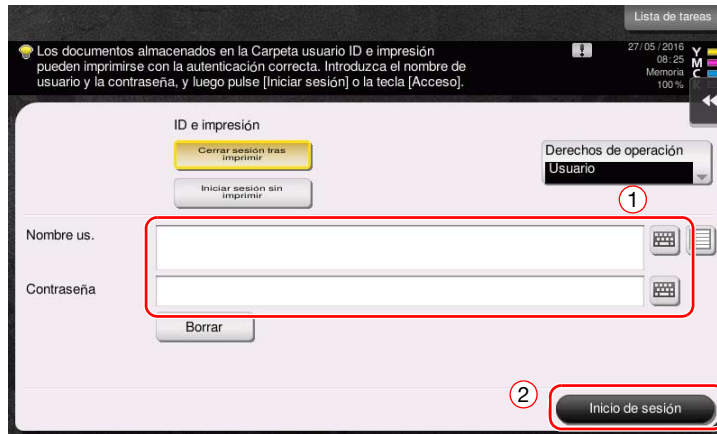 Lista de tareas
Los documentos almacenados en la Carpeta usuario ID e impresión
pueden imprimirse con la autenticación correcta. Introduzca el nombre de
usuario y la contraseña, y luego pulse [Iniciar sesión] o la tecla [Acceso].
27/05/2016
08:25
Memoria
100 %
Y
M
C
K
ID e impresión
Cerrar sesión tras
imprimir
Iniciar sesión sin
imprimir
Derechos de operación
Usuario
1
Nombre us.
Contraseña
Borrar
2
Inicio de sesión